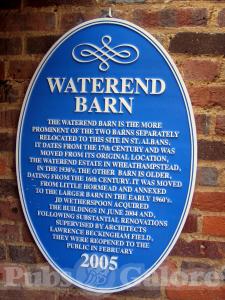 WATEREND
BARN
THE WATEREND BARN IS THE MORE
PROMINENT OF THE TWO BARNS SEPARATELY
RELOCATED TO THIS SITE IN ST. ALBANS,
IT DATES FROM THE 17th CENTURY AND WAS
MOVED FROM ITS ORIGINAL LOCATION,
THE WATEREND ESTATE IN WHEATHAMPSTEAD,
IN THE 1930's. THE OTHER BARN IS OLDER,
DATING FROM THE 16th CENTURY. IT WAS MOVED
FROM LITTLE HORMEAD AND ANNEXED
TO THE LARGER BARN IN THE EARLY 1960's.
JD WETHERSPOON ACQUIRED
THE BUILDINGS IN JUNE 2004 AND,
FOLLOWING SUBSTANTIAL RENOVATIONS
SUPERVISED BY ARCHITECTS
LAWRENCE BECKINGHAM FIELD,
THEY WERE REOPENED TO THE
PUBLIC IN FEBRUARY
2005